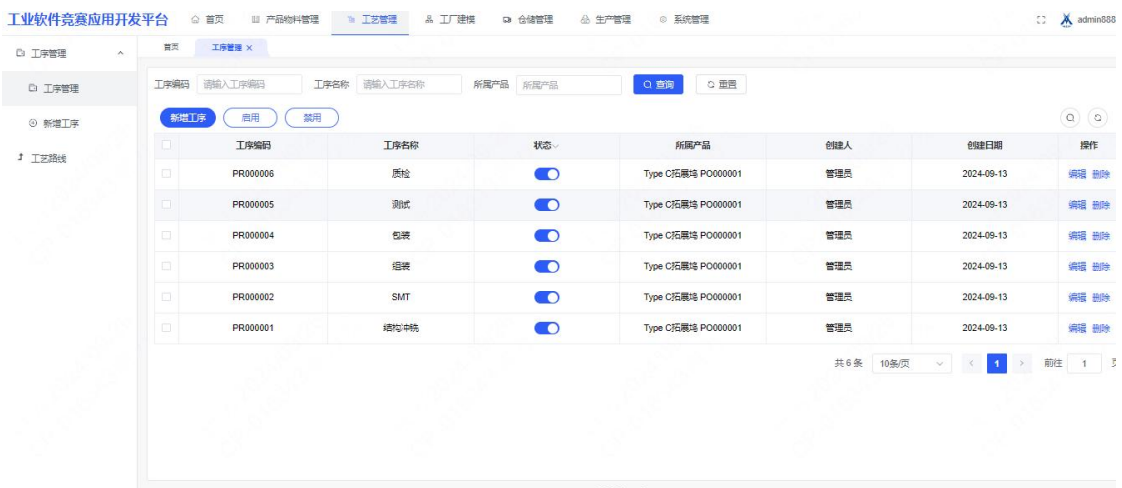 工业软件竞赛应用开发平台 首页 产品物料管理 工艺管理 工厂建模 仓储管理 生产管理 系统管理 admin888
工序管理 首页 工序管理 ×
工序管理
新增工序
工艺路线
工序编码 请输入工序编码 工序名称 请输入工序名称 所属产品 所属产品 查询 重置
新增工序 启用 禁用
工序编码 工序名称 状态 所属产品 创建人 创建日期 操作
PR000006 质检 Type C拓展坞 PO000001 管理员 2024-09-13 编辑 删除
PR000005 测试 Type C拓展坞 PO000001 管理员 2024-09-13 编辑 删除
PR000004 包装 Type C拓展坞 PO000001 管理员 2024-09-13 编辑 删除
PR000003 组装 Type C拓展坞 PO000001 管理员 2024-09-13 编辑 删除
PR000002 SMT Type C拓展坞 PO000001 管理员 2024-09-13 编辑 删除
PR000001 结构冲铣 Type C拓展坞 PO000001 管理员 2024-09-13 编辑 删除
共 6 条 10条/页 1 前往 1